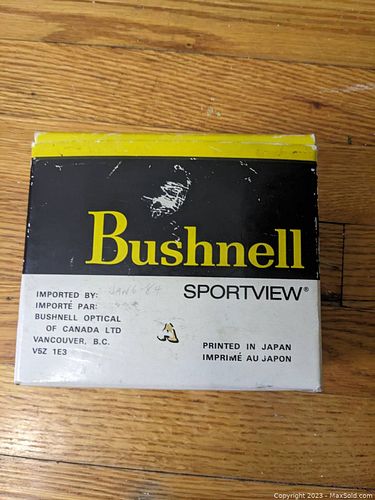 Bushnell
SPORTVIEW®
IMPORTED BY:
IMPORTÉ PAR:
BUSHNELL OPTICAL
OF CANADA LTD
VANCOUVER, B.C.
V5Z 1E3
A
PRINTED IN JAPAN
IMPRIMÉ AU JAPON
Copyright © 2023 - MaxSold.com